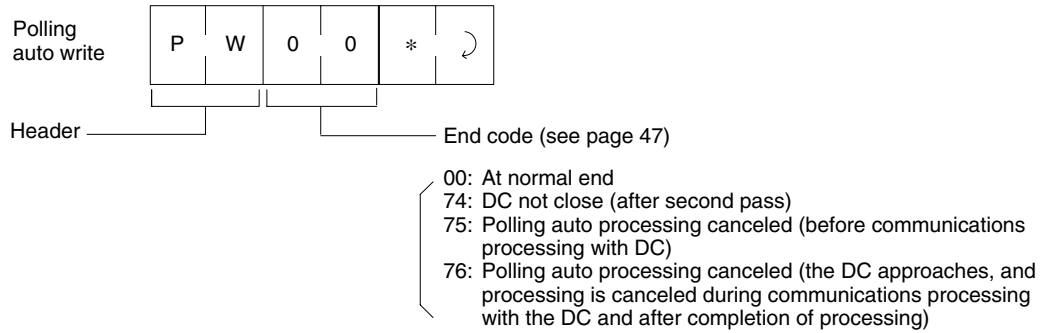 Polling
auto write
P W 0 0 * ⤸
Header
End code (see page 47)
00: At normal end
74: DC not close (after second pass)
75: Polling auto processing canceled (before communications
processing with DC)
76: Polling auto processing canceled (the DC approaches, and
processing is canceled during communications processing
with the DC and after completion of processing)